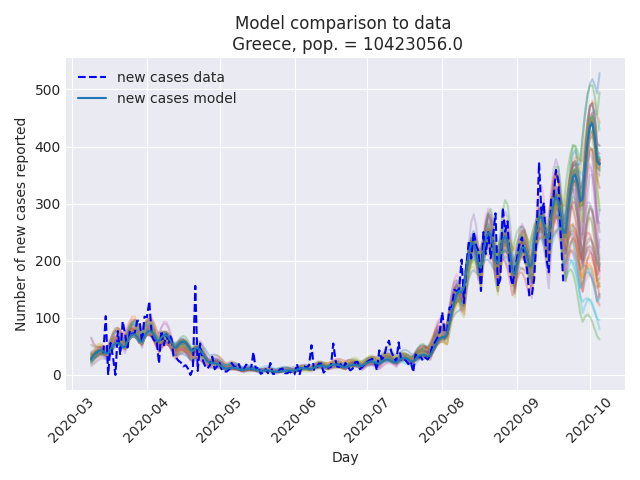 Model comparison to data
Greece, pop. = 10423056.0
new cases data
new cases model
Number of new cases reported
500
400
300
200
100
0
2020-03
2020-04
2020-05
2020-06
2020-07
2020-08
2020-09
2020-10
Day